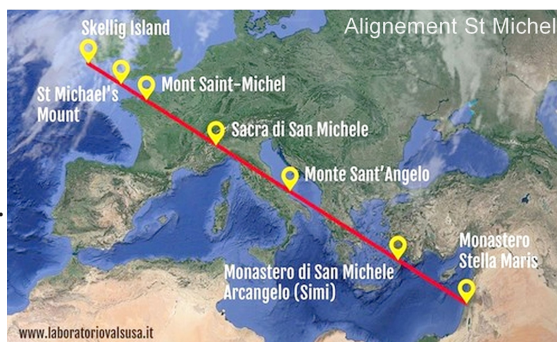 Alignement St Michel
Skellig Island
St Michael's
Mount
Mont Saint-Michel
Sacra di San Michele
Monte Sant'Angelo
Monastero di San Michele
Arcangelo (Simi)
Monastero
Stella Maris
www.laboratoriovalsusa.it